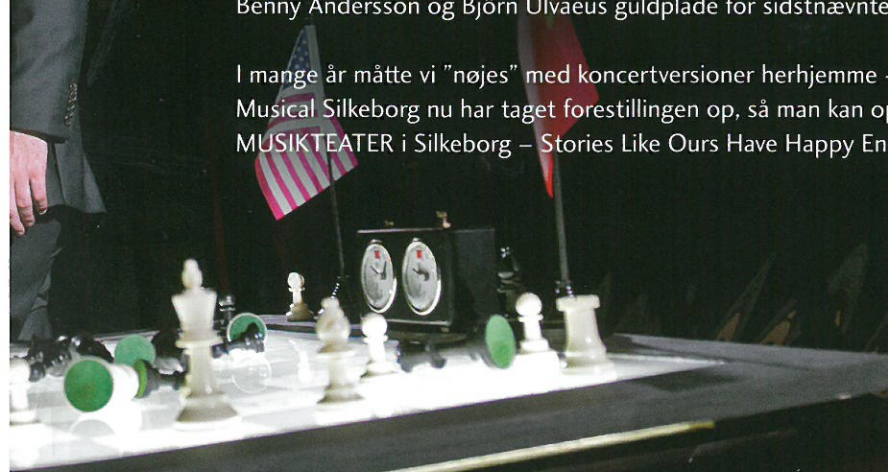 Benny Andersson og Björn Ulvaeus guldplade for sidstnævnte
I mange år måtte vi ”nøjes” med koncertversioner herhjemme -
Musical Silkeborg nu har taget forestillingen op, så man kan op
MUSIKTEATER i Silkeborg – Stories Like Ours Have Happy En